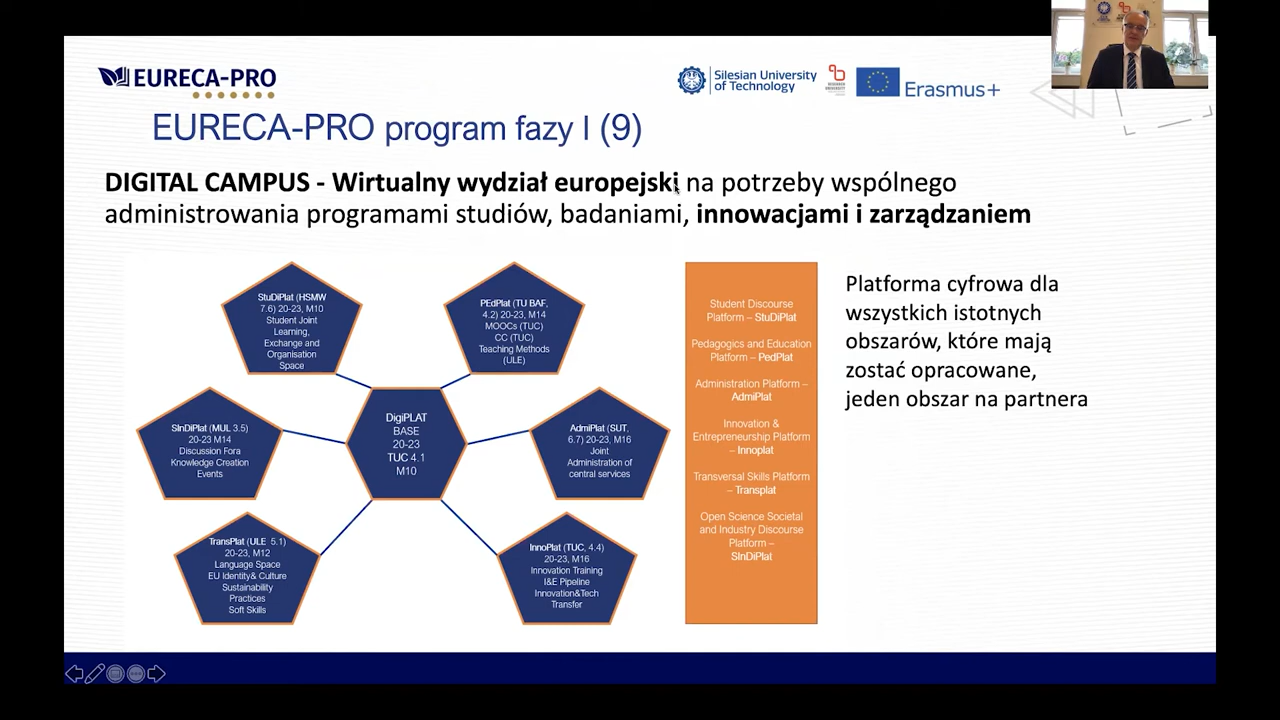 EURECA-PRO
Silesian University
of Technology
Erasmus+
EURECA-PRO program fazy I (9)
DIGITAL CAMPUS - Wirtualny wydział europejski na potrzeby wspólnego
administrowania programami studiów, badaniami, innowacjami i zarządzaniem
StuDiPlat (HSMW
7.6) 20-23, M10
Student Joint
Learning,
Exchange and
Organisation
Space
PEdPlat (TU BAF,
4.2) 20-23, M14
MOOCs (TUC)
CC (TUC)
Teaching Methods
(ULE)
SInDiPlat (MUL 3.5)
20-23 M14
Discussion Fora
Knowledge Creation
Events
DigiPLAT
BASE
20-23
TUC 4.1
M10
AdmiPlat (SUT,
6.7) 20-23, M16
Joint
Administration of
central services
TransPlat (ULE 5.1)
20-23, M12
Language Space
EU Identity& Culture
Sustainability
Practices
Soft Skills
InnoPlat (TUC, 4.4)
20-23, M16
Innovation Training
I&E Pipeline
Innovation&Tech
Transfer
Student Discourse
Platform – StuDiPlat
Pedagogics and Education
Platform – PedPlat
Administration Platform –
AdmiPlat
Innovation &
Entrepreneurship Platform
– Innoplat
Transversal Skills Platform
– Transplat
Open Science Societal
and Industry Discourse
Platform –
SInDiPlat
Platforma cyfrowa dla
wszystkich istotnych
obszarów, które mają
zostać opracowane,
jeden obszar na partnera